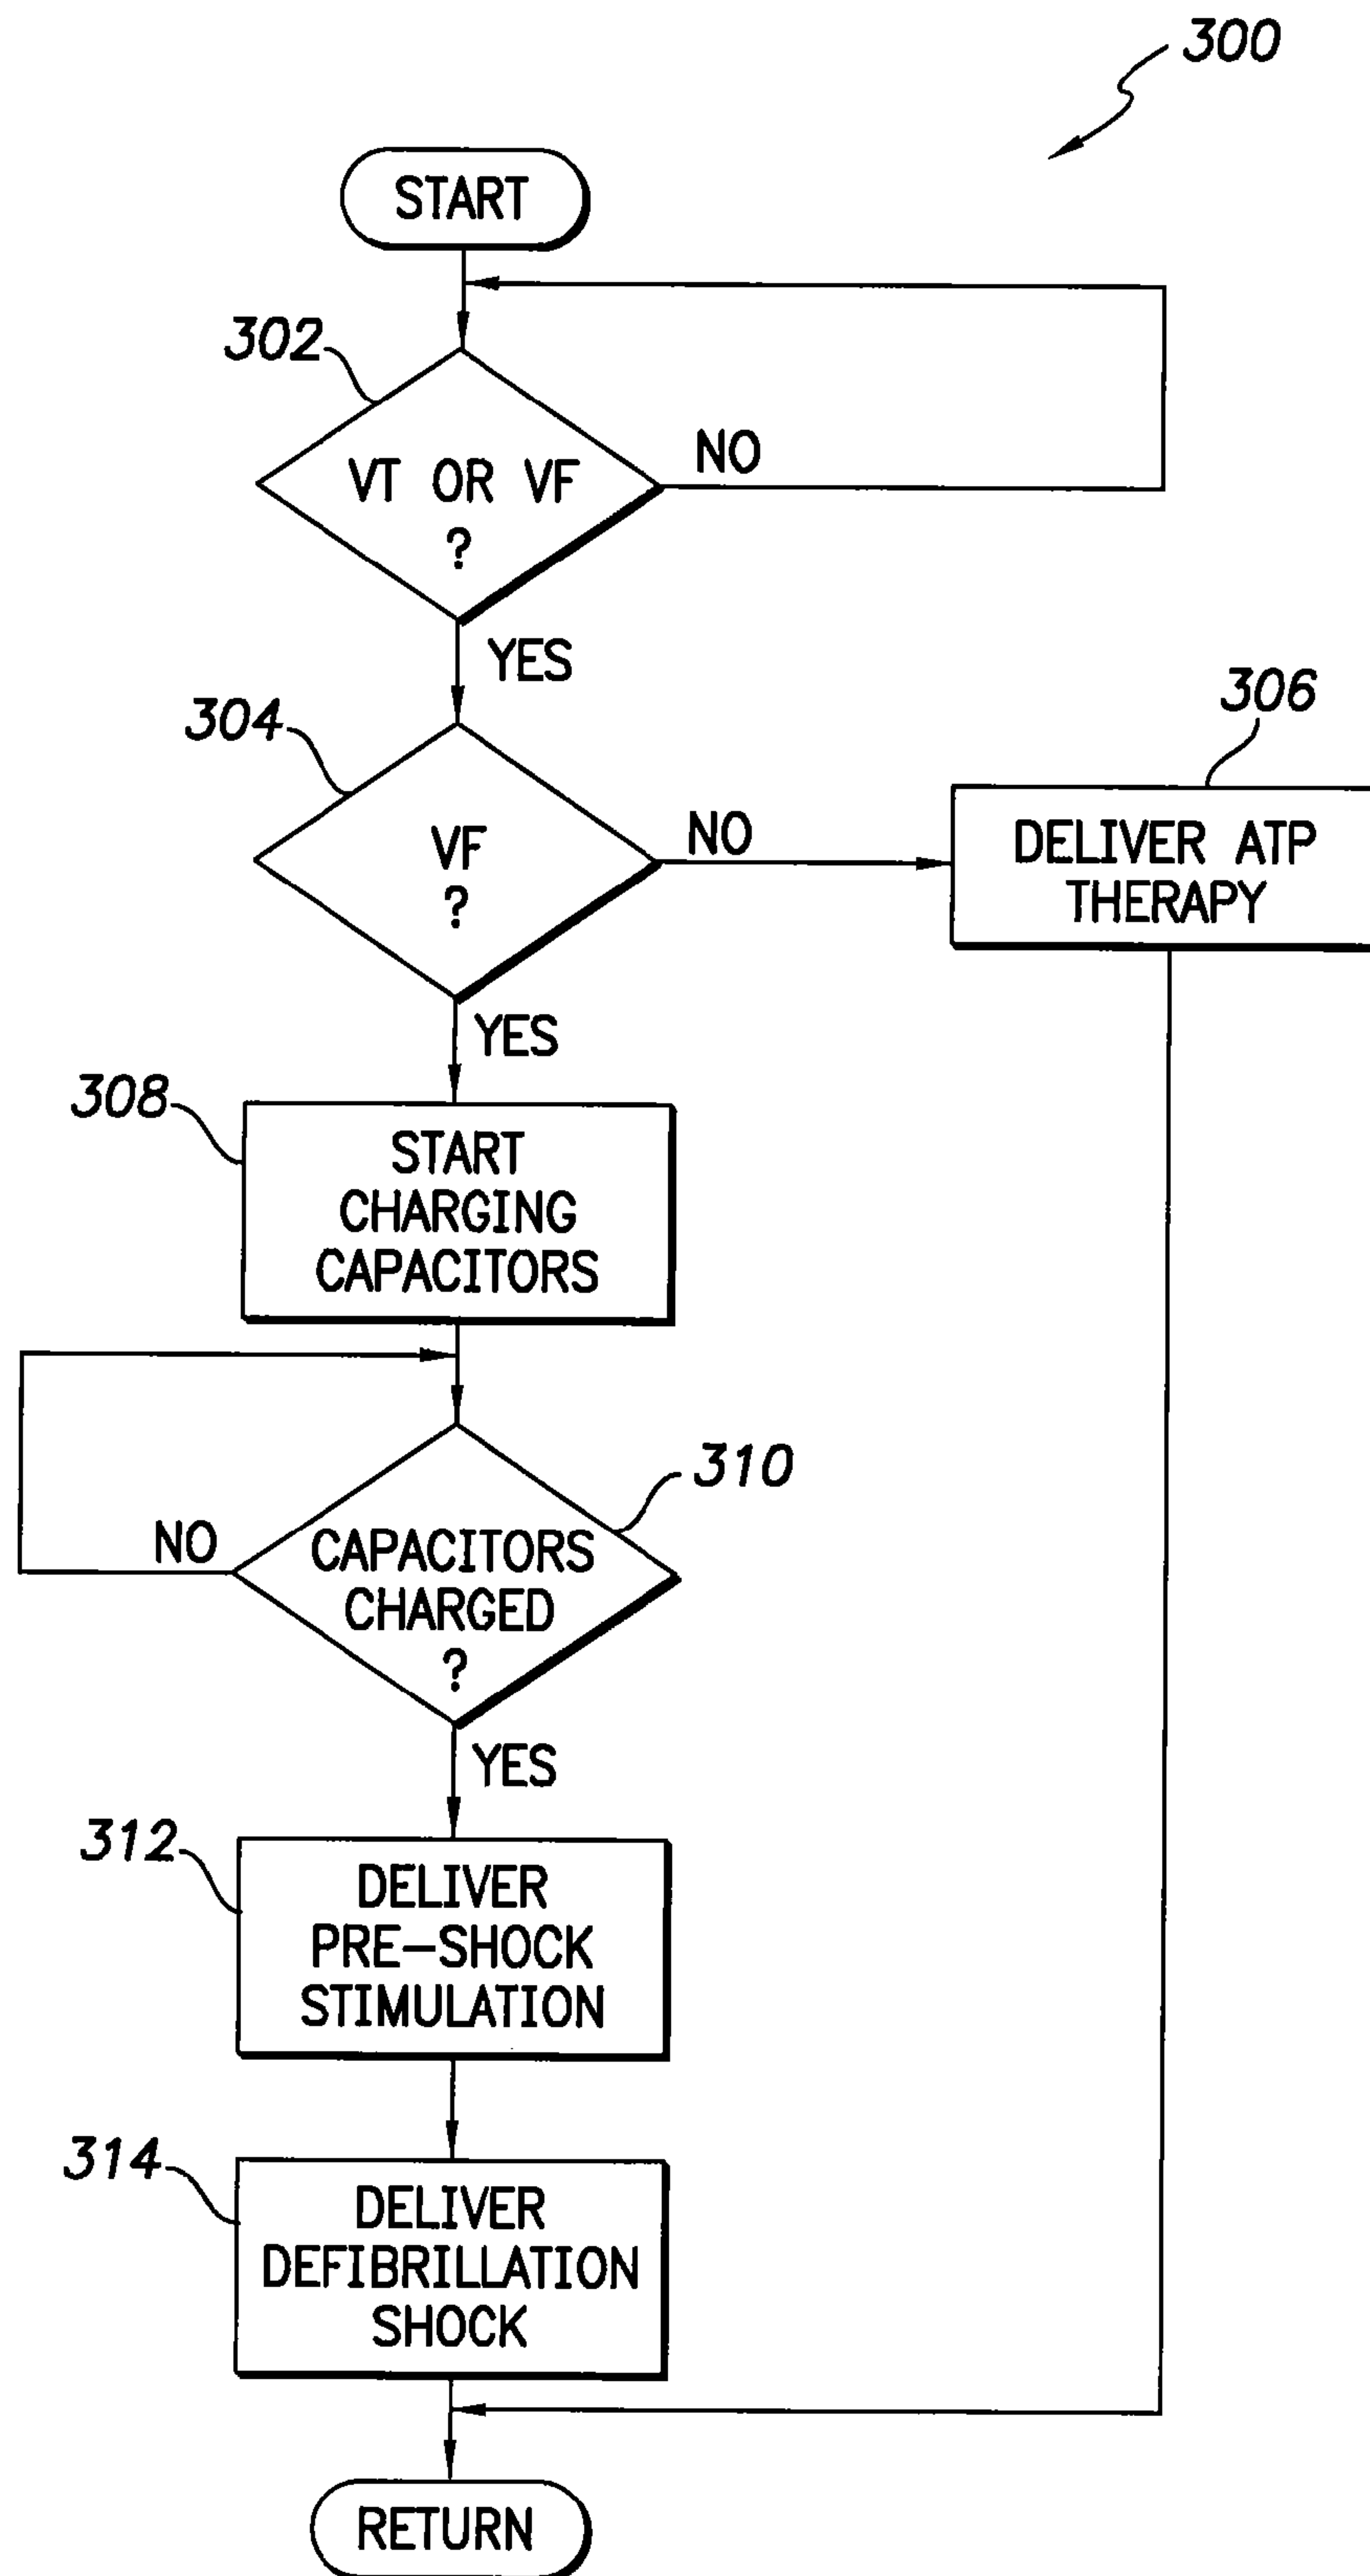 300
START
302
VT OR VF
?
NO
YES
304
VF
?
NO
306
DELIVER ATP
THERAPY
YES
308
START
CHARGING
CAPACITORS
310
NO
CAPACITORS
CHARGED
?
YES
312
DELIVER
PRE-SHOCK
STIMULATION
314
DELIVER
DEFIBRILLATION
SHOCK
RETURN